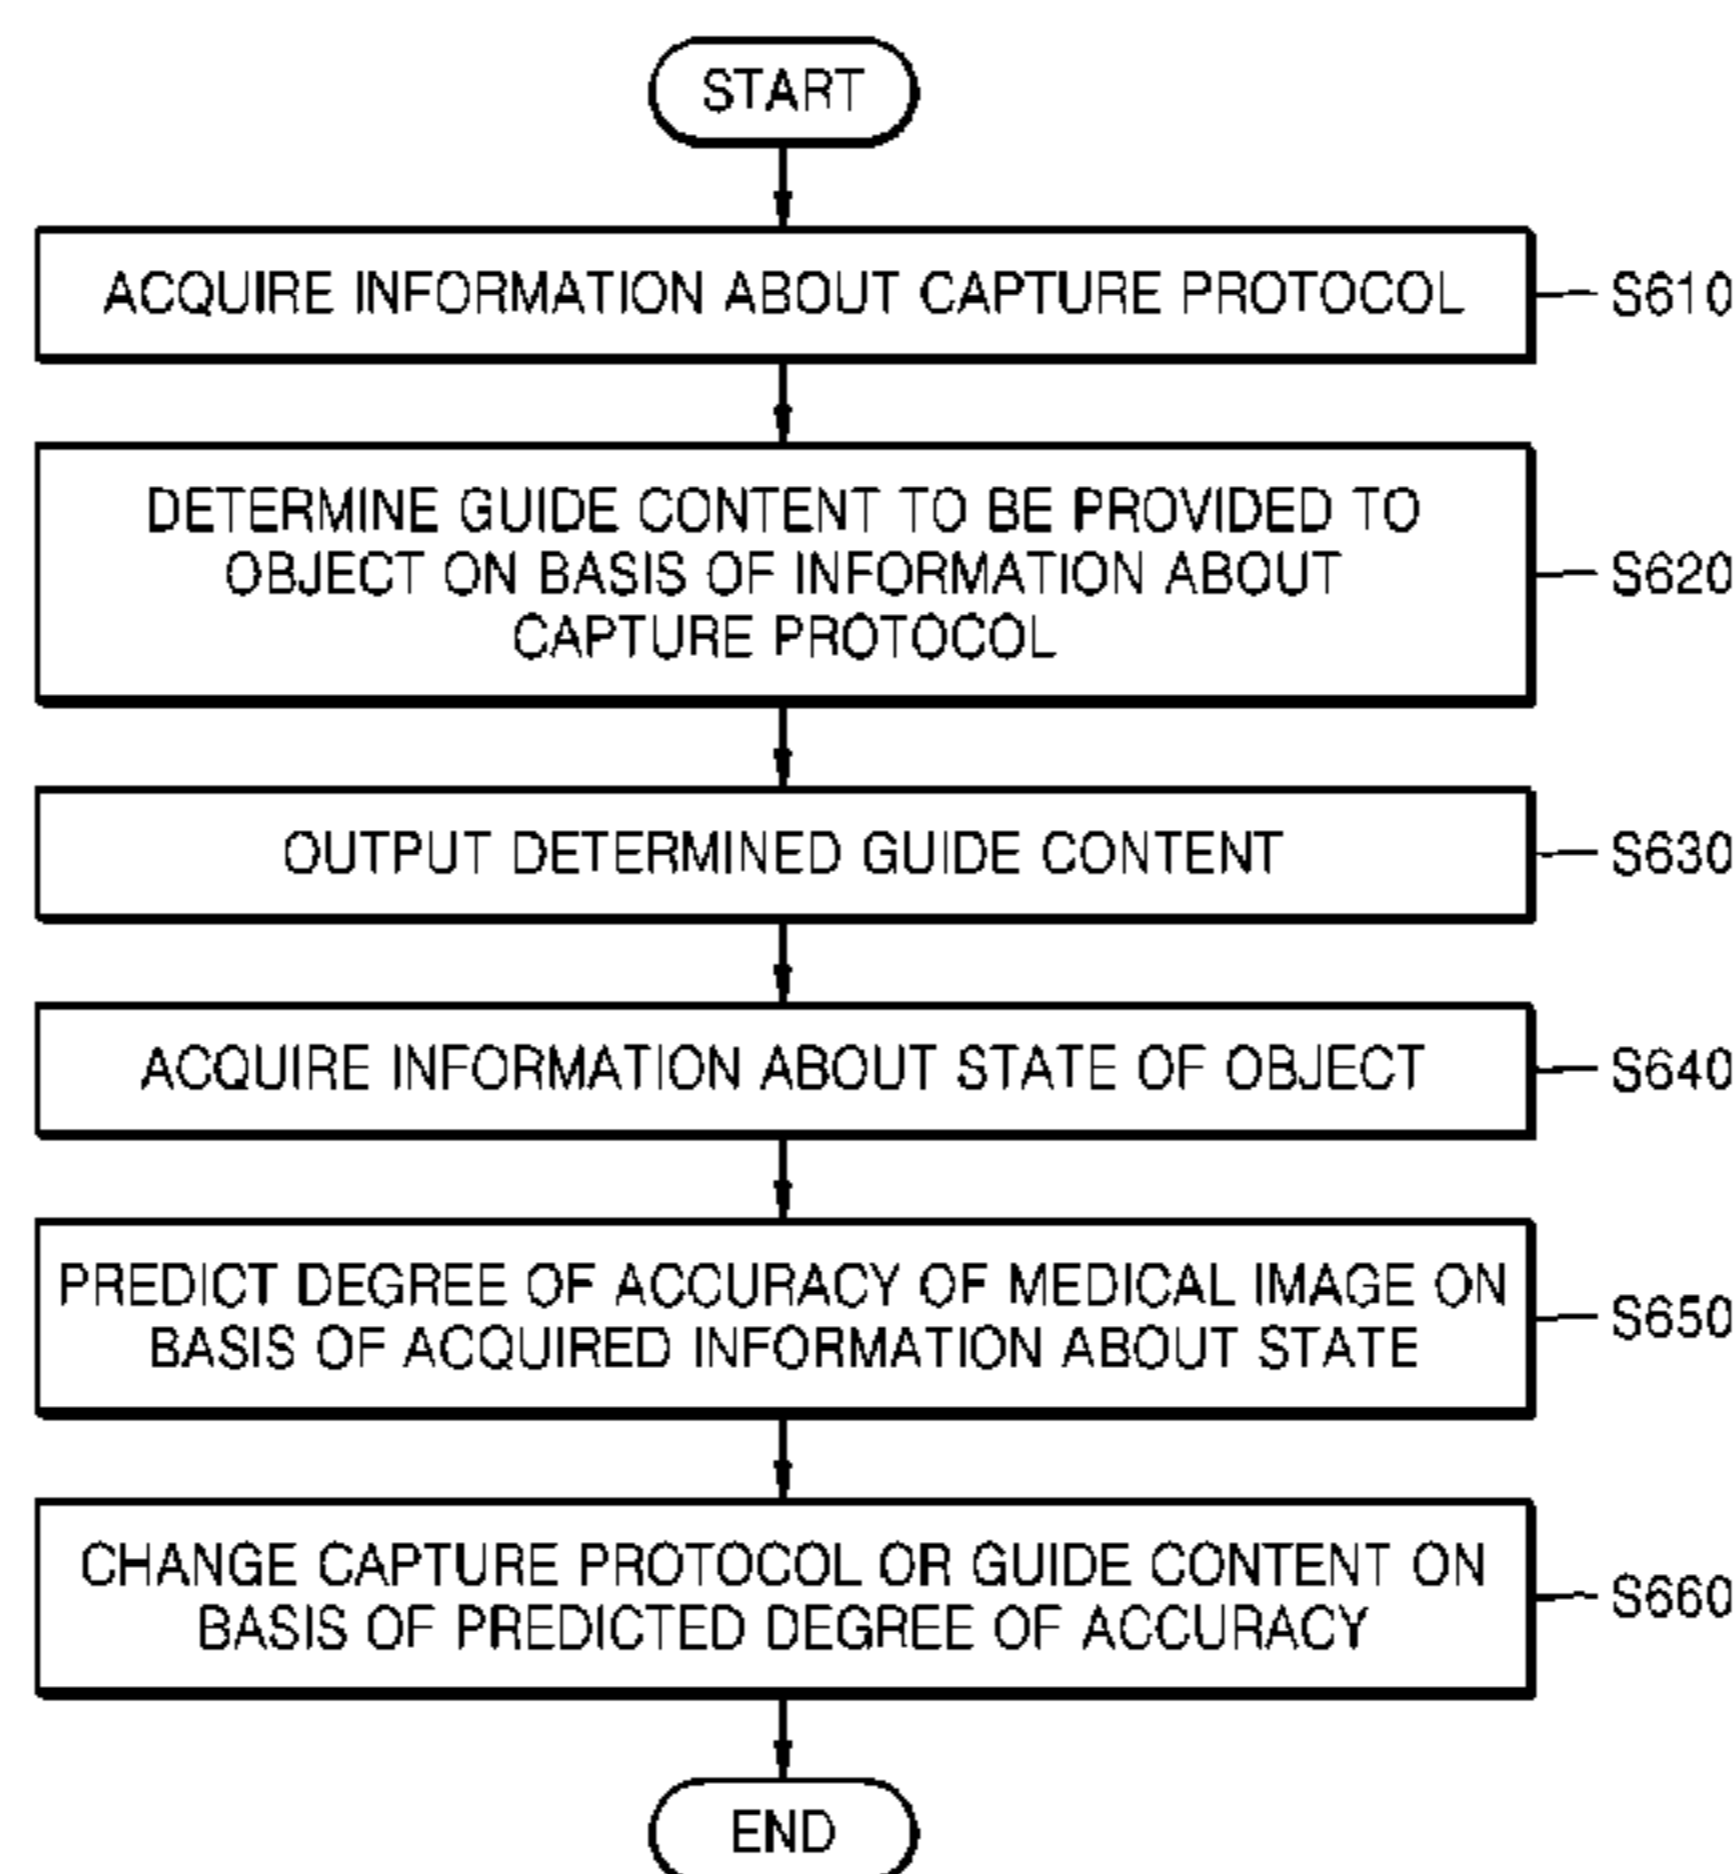 START
ACQUIRE INFORMATION ABOUT CAPTURE PROTOCOL
S610
DETERMINE GUIDE CONTENT TO BE PROVIDED TO
OBJECT ON BASIS OF INFORMATION ABOUT
CAPTURE PROTOCOL
S620
OUTPUT DETERMINED GUIDE CONTENT
S630
ACQUIRE INFORMATION ABOUT STATE OF OBJECT
S640
PREDICT DEGREE OF ACCURACY OF MEDICAL IMAGE ON
BASIS OF ACQUIRED INFORMATION ABOUT STATE
S650
CHANGE CAPTURE PROTOCOL OR GUIDE CONTENT ON
BASIS OF PREDICTED DEGREE OF ACCURACY
S660
END